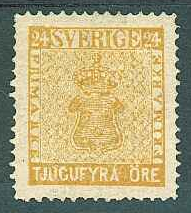 24 SVERIGE 24
FRIMÄRKE
FRIMÄRKE
TJUGUFYRA ÖRE